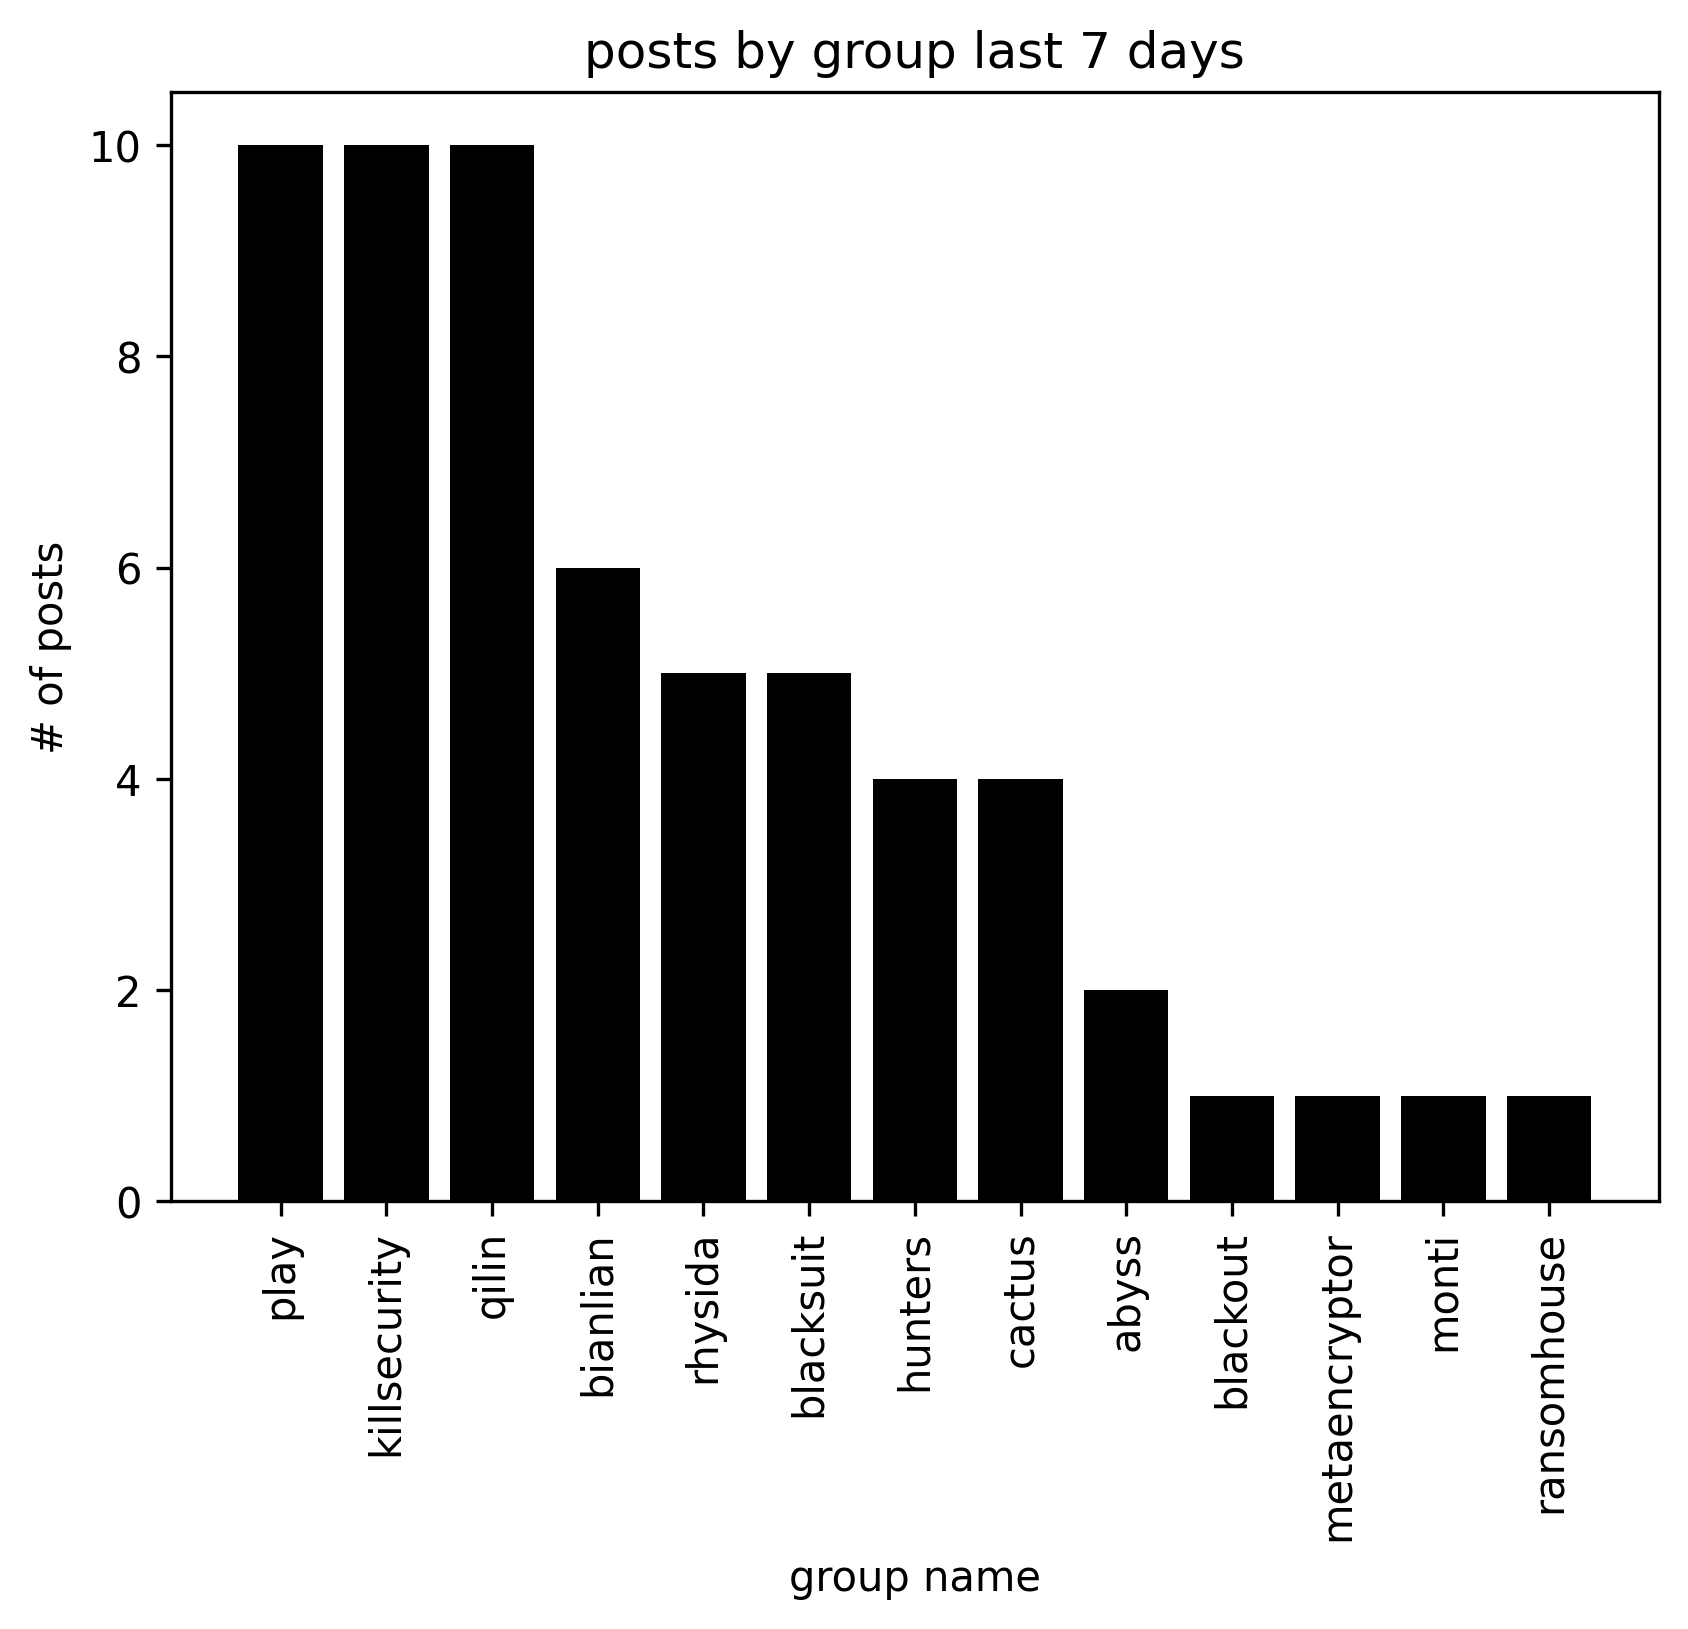 posts by group last 7 days
10
8
6
4
2
0
# of posts
play
killsecurity
qilin
bianlian
rhysida
blacksuit
hunters
cactus
abyss
blackout
metaencryptor
monti
ransomhouse
group name